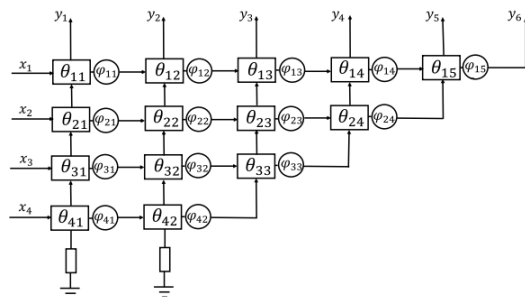 y₁ y₂ y₃ y₄ y₅ y₆
x₁ θ₁₁ φ₁₁ θ₁₂ φ₁₂ θ₁₃ φ₁₃ θ₁₄ φ₁₄ θ₁₅ φ₁₅
x₂ θ₂₁ φ₂₁ θ₂₂ φ₂₂ θ₂₃ φ₂₃ θ₂₄ φ₂₄
x₃ θ₃₁ φ₃₁ θ₃₂ φ₃₂ θ₃₃ φ₃₃
x₄ θ₄₁ φ₄₁ θ₄₂ φ₄₂